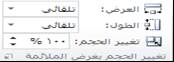 العرض: تلقائي
الطول: تلقائي
تغيير الحجم: ١٠٠ %
تغيير الحجم بغرض الملائمة